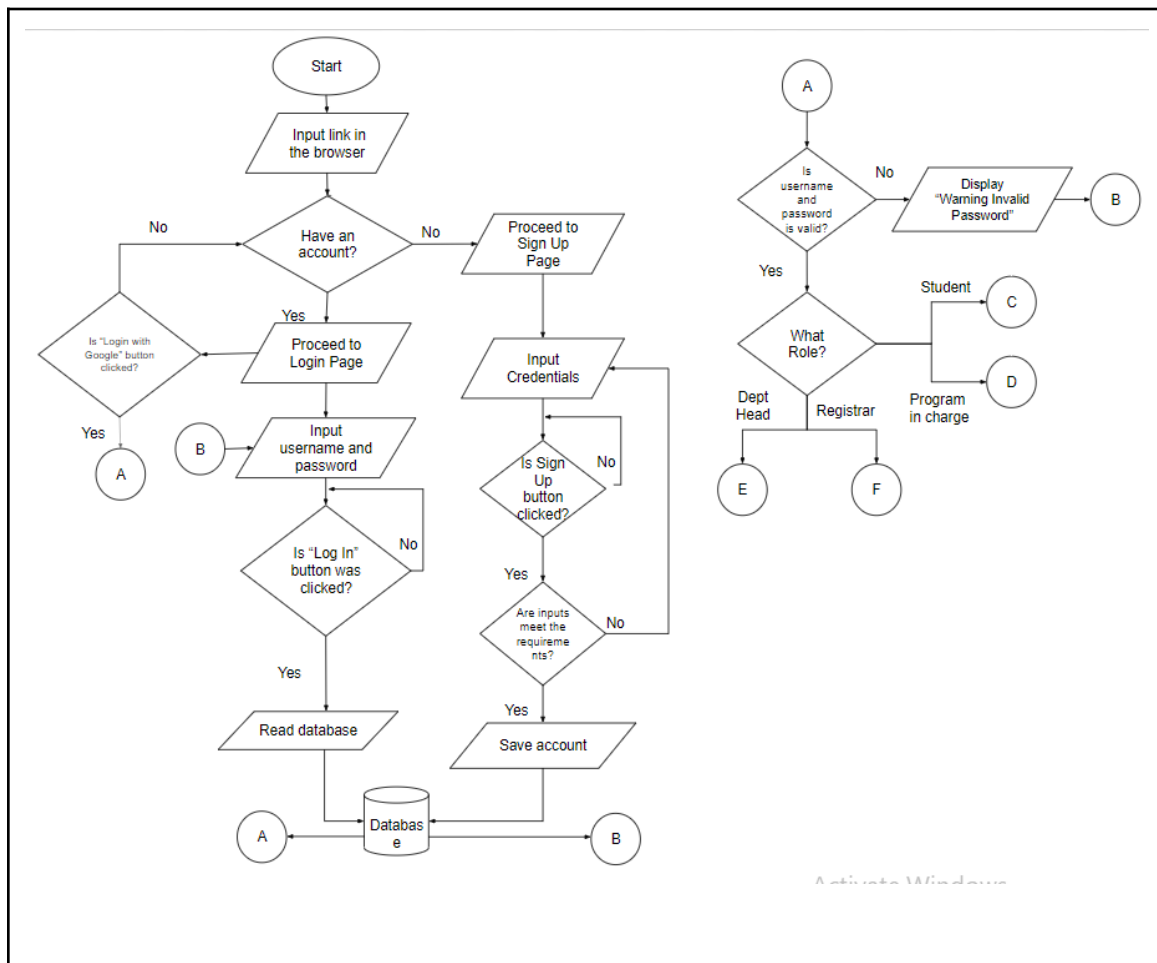 Start
Input link in
the browser
Have an
account?
No
No
Proceed to
Sign Up
Page
Yes
Is “Login with
Google” button
clicked?
Proceed to
Login Page
Input
Credentials
Yes
A
B
Input
username and
password
No
Is Sign
Up
button
clicked?
No
Is “Log In”
button was
clicked?
Yes
Are inputs
meet the
requireme
nts?
No
Yes
Yes
Read database
Save account
Databas
e
A
B
A
Is
username
and
password
is valid?
No
Display
“Warning Invalid
Password”
B
Yes
What
Role?
Student
C
D
Program
in charge
Dept
Head
Registrar
E
F
Activate Windows